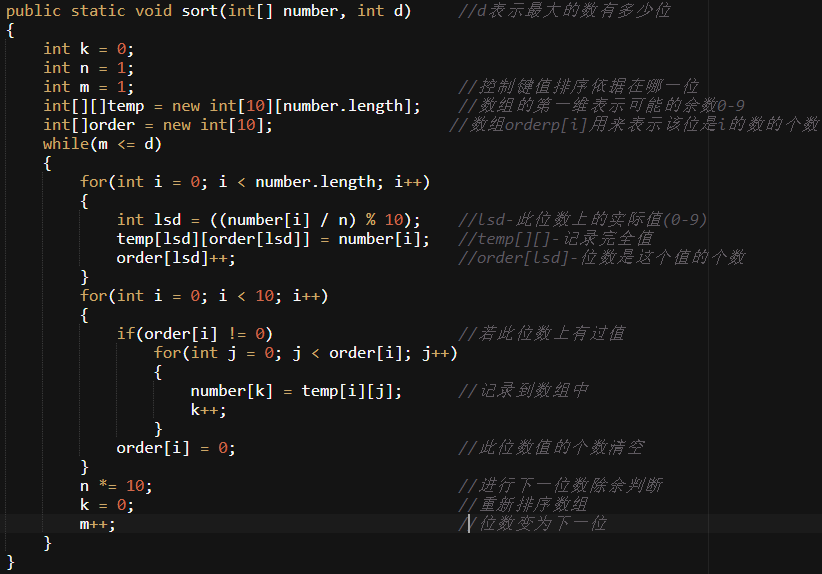 public static void sort(int[] number, int d)     //d表示最大的数有多少位
{
    int k = 0;
    int n = 1;
    int m = 1;                                   //控制键值排序依据在哪一位
    int[][]temp = new int[10][number.length];    //数组的第一维表示可能的余数0-9
    int[]order = new int[10];                   //数组orderp[i]用来表示该位是i的数的个数
    while(m <= d)
    {
        for(int i = 0; i < number.length; i++)
        {
            int lsd = ((number[i] / n) % 10);    //lsd-此位数上的实际值(0-9)
            temp[lsd][order[lsd]] = number[i];   //temp[][]-记录完全值
            order[lsd]++;                        //order[lsd]-位数是这个值的个数
        }
        for(int i = 0; i < 10; i++)
        {
            if(order[i] != 0)                    //若此位数上有过值
                for(int j = 0; j < order[i]; j++)
                {
                    number[k] = temp[i][j];      //记录到数组中
                    k++;
                }
            order[i] = 0;                        //此位数值的个数清空
        }
        n *= 10;                                 //进行下一位数除余判断
        k = 0;                                   //重新排序数组
        m++;                                     //位数变为下一位
    }
}